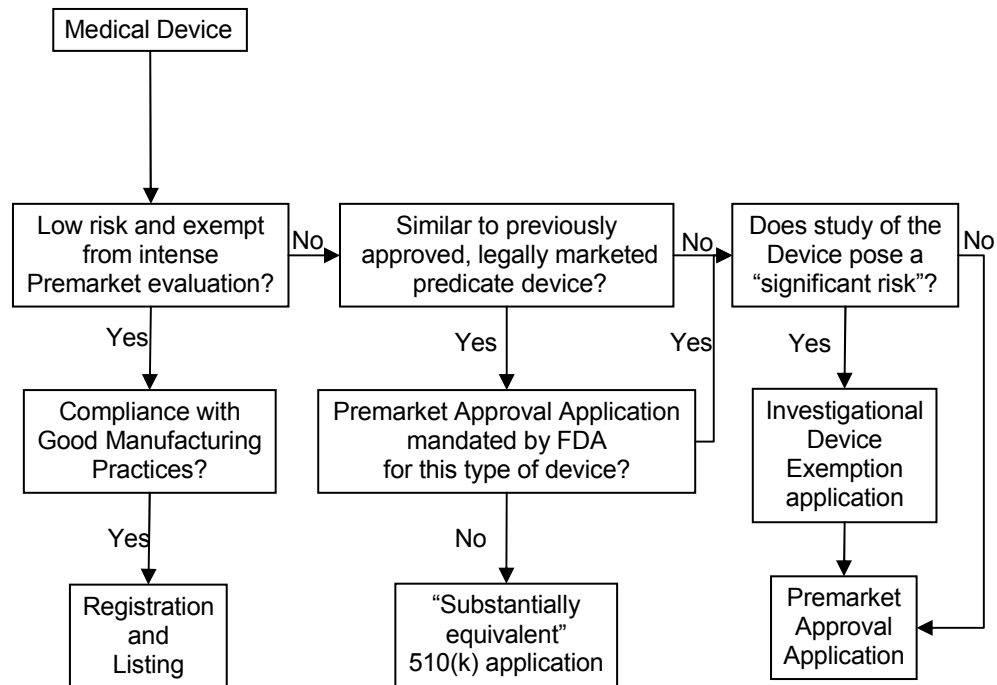 Medical Device
Low risk and exempt
from intense
Premarket evaluation?
No
Similar to previously
approved, legally marketed
predicate device?
No
Does study of the
Device pose a
“significant risk”?
No
Yes
Yes
Yes
Yes
Compliance with
Good Manufacturing
Practices?
Premarket Approval Application
mandated by FDA
for this type of device?
Investigational
Device
Exemption
application
Yes
No
Registration
and
Listing
“Substantially
equivalent”
510(k) application
Premarket
Approval
Application